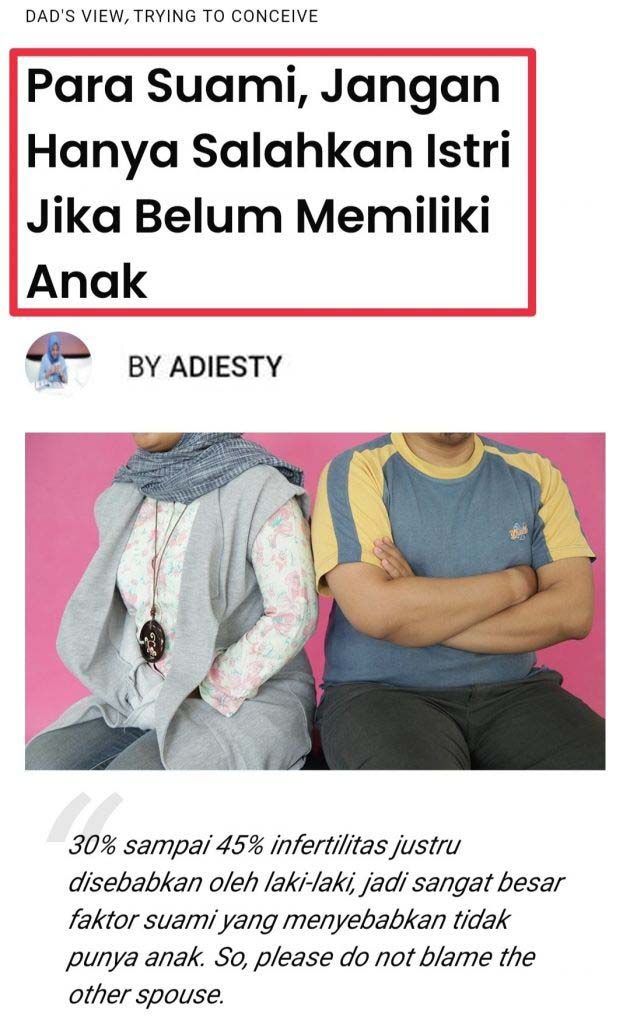 DAD'S VIEW, TRYING TO CONCEIVE
Para Suami, Jangan
Hanya Salahkan Istri
Jika Belum Memiliki
Anak
BY ADIESTY
30% sampai 45% infertilitas justru
disebabkan oleh laki-laki, jadi sangat besar
faktor suami yang menyebabkan tidak
punya anak. So, please do not blame the
other spouse.